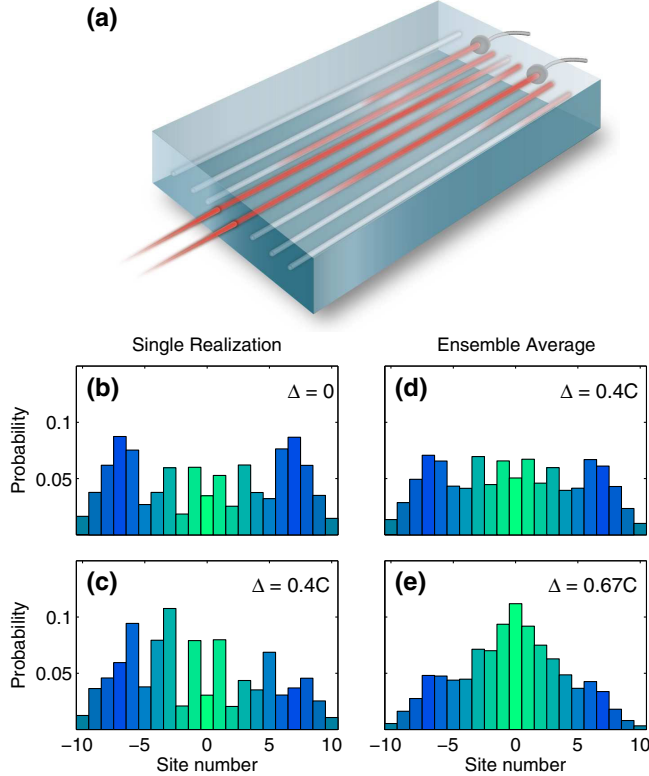 (a)
Single Realization
Ensemble Average
(b)
Δ = 0
(d)
Δ = 0.4C
0.1
0.05
Probability
(c)
Δ = 0.4C
(e)
Δ = 0.67C
0.1
0.05
Probability
−10 −5 0 5 10
−10 −5 0 5 10
Site number
Site number